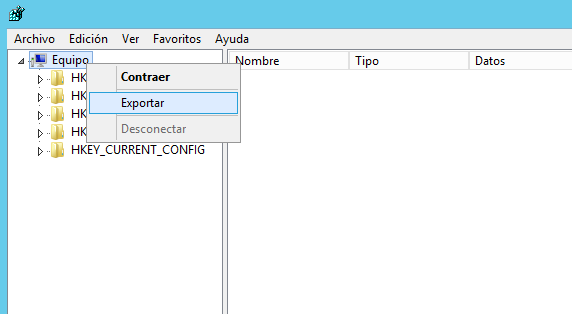 Archivo Edición Ver Favoritos Ayuda
Equipo
Nombre Tipo Datos
Contraer
Exportar
Desconectar
HK
HK
HK
HK
HKEY_CURRENT_CONFIG